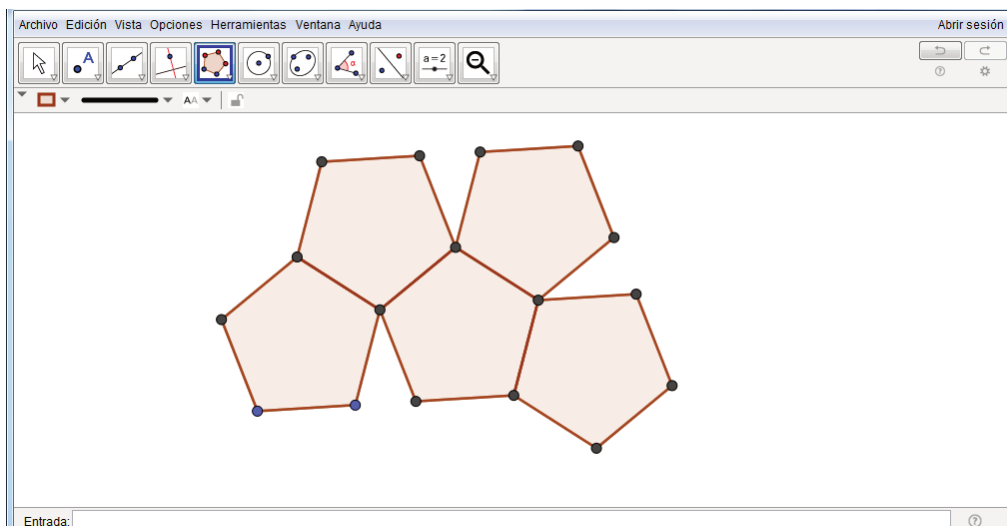 Archivo Edición Vista Opciones Herramientas Ventana Ayuda Abrir sesión
A α a=2
AA
Entrada: